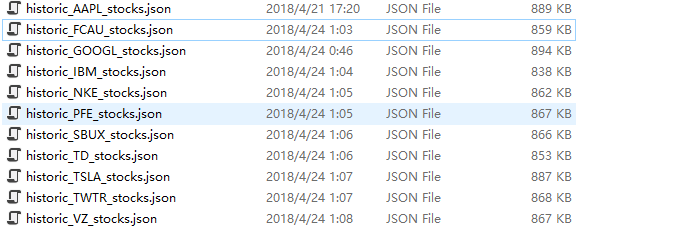 historic_AAPL_stocks.json 2018/4/21 17:20 JSON File 889 KB
historic_FCAU_stocks.json 2018/4/24 1:03 JSON File 859 KB
historic_GOOGL_stocks.json 2018/4/24 0:46 JSON File 894 KB
historic_IBM_stocks.json 2018/4/24 1:04 JSON File 838 KB
historic_NKE_stocks.json 2018/4/24 1:05 JSON File 862 KB
historic_PFE_stocks.json 2018/4/24 1:05 JSON File 867 KB
historic_SBUX_stocks.json 2018/4/24 1:06 JSON File 866 KB
historic_TD_stocks.json 2018/4/24 1:06 JSON File 853 KB
historic_TSLA_stocks.json 2018/4/24 1:07 JSON File 887 KB
historic_TWTR_stocks.json 2018/4/24 1:07 JSON File 868 KB
historic_VZ_stocks.json 2018/4/24 1:08 JSON File 867 KB